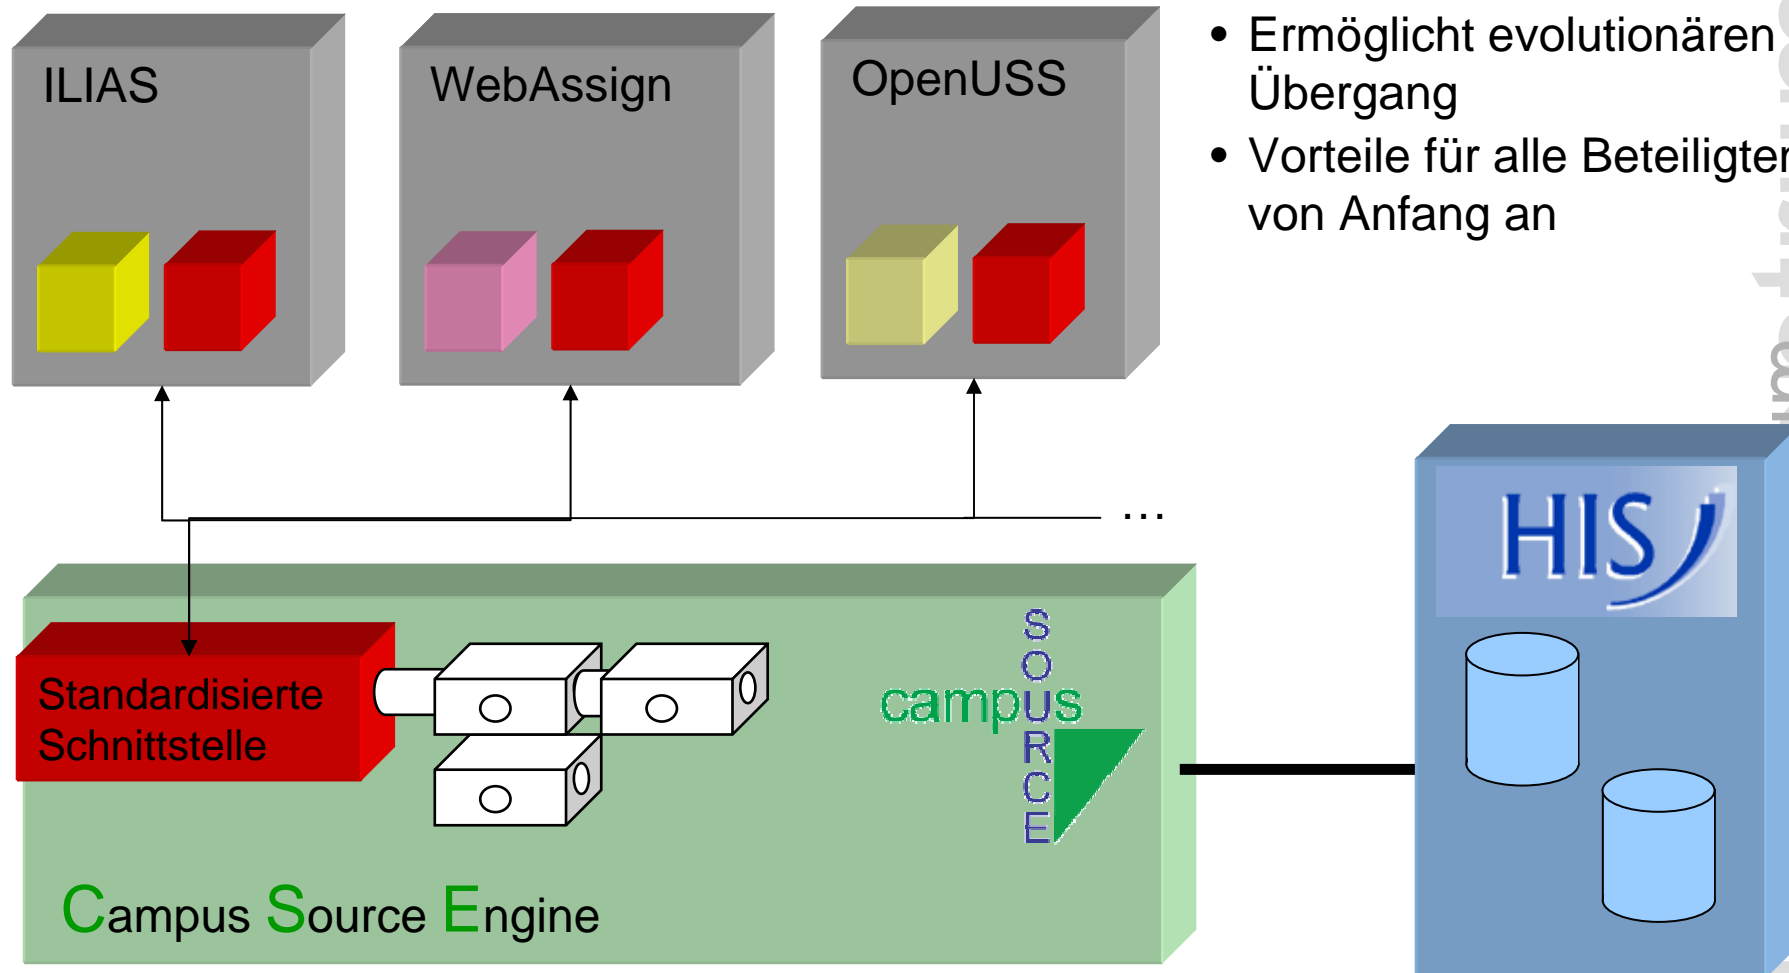 ILIAS
WebAssign
OpenUSS
• Ermöglicht evolutionären
Übergang
• Vorteile für alle Beteiligten
von Anfang an
…
HIS
Standardisierte
Schnittstelle
campus
SOURCE
Campus Source Engine